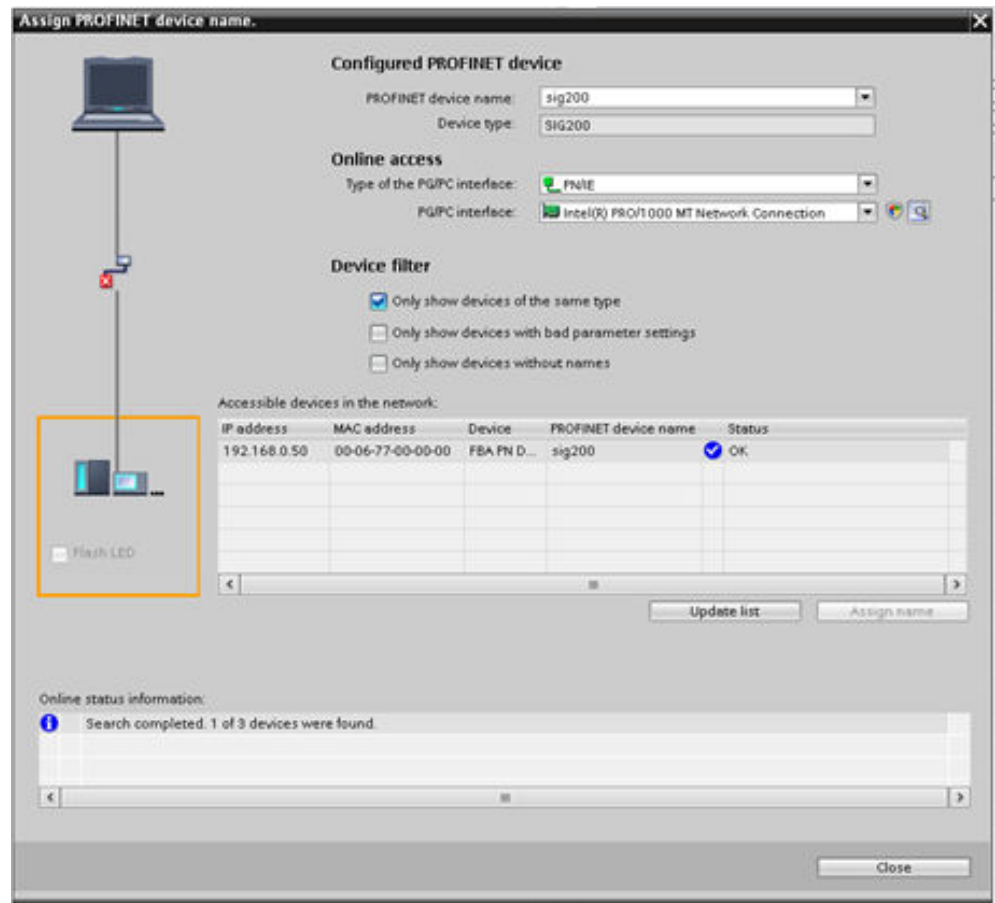 Assign PROFINET device name.
Configured PROFINET device
PROFINET device name: sig200
Device type: SIG200
Online access
Type of the PG/PC interface: PN/IE
PG/PC interface: Intel(R) PRO/1000 MT Network Connection
Device filter
Only show devices of the same type
Only show devices with bad parameter settings
Only show devices without names
Accessible devices in the network:
IP address MAC address Device PROFINET device name Status
192.168.0.50 00-06-77-00-00-00 FBA PN D... sig200 OK
Flash LED
Update list Assign name
Online status information:
Search completed. 1 of 3 devices were found.
Close